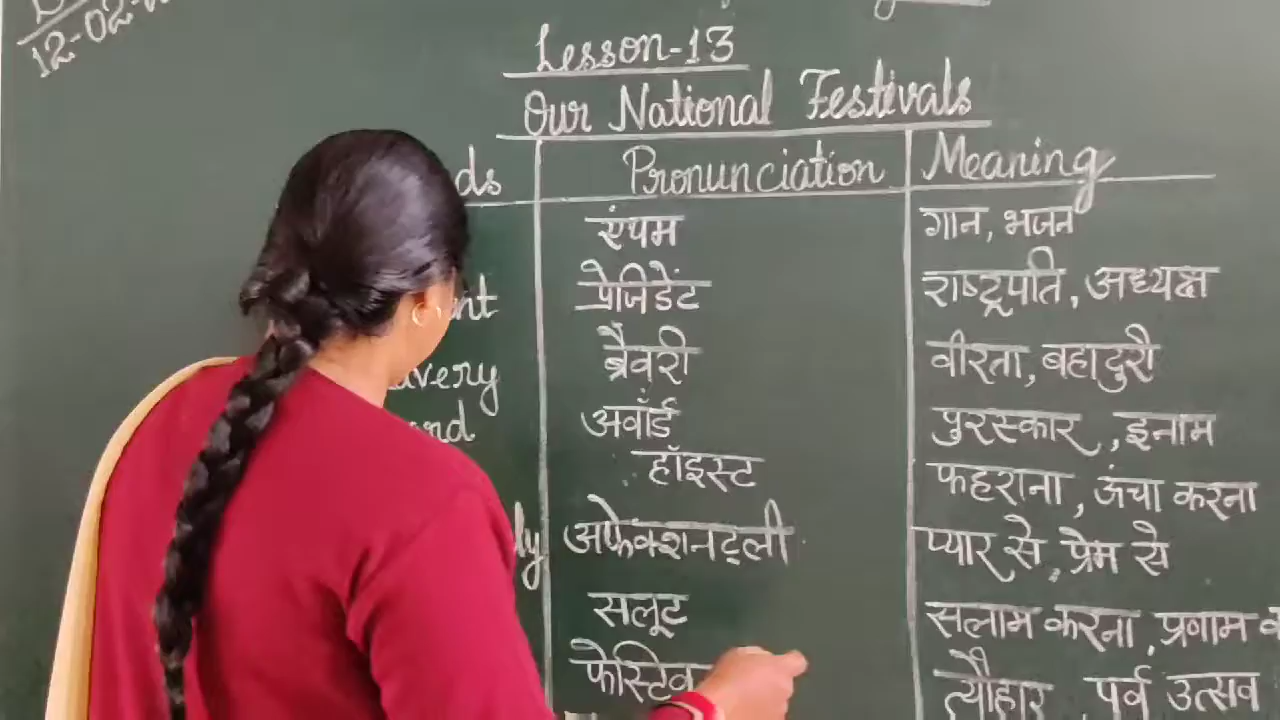 12-02-
Lesson-13
Our National Festivals
ds Pronunciation Meaning
एंथम गान, भजन
nt प्रेजिडेंट राष्ट्रपति, अध्यक्ष
avery ब्रैवरी वीरता, बहादुरी
ard अवॉर्ड पुरस्कार, इनाम
हॉइस्ट फहराना, ऊंचा करना
ly अफेक्शनट्ली प्यार से, प्रेम से
सलूट सलाम करना, प्रणाम क
फेस्टिव त्यौहार, पर्व उत्सव